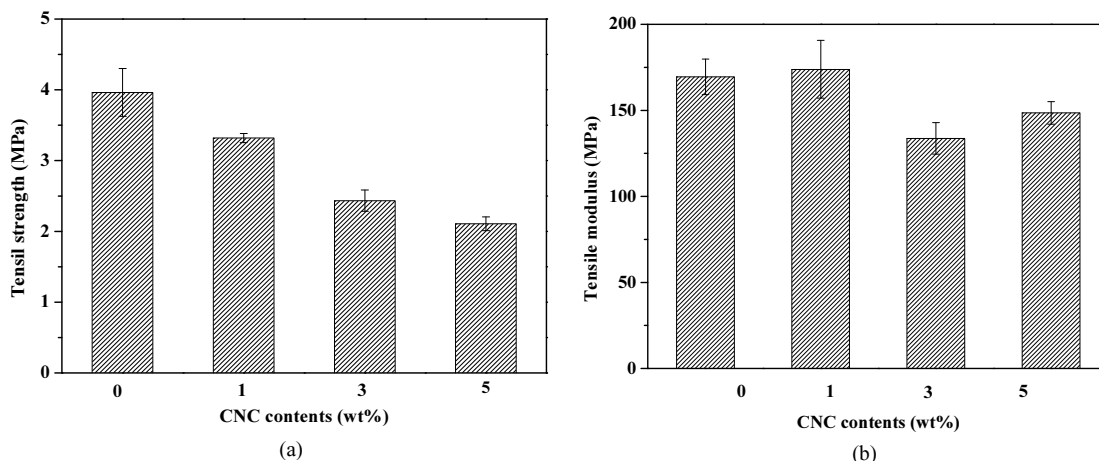 5
4
3
2
1
0
Tensil strength (MPa)
0 1 3 5
CNC contents (wt%)
(a)
200
150
100
50
0
Tensile modulus (MPa)
0 1 3 5
CNC contents (wt%)
(b)